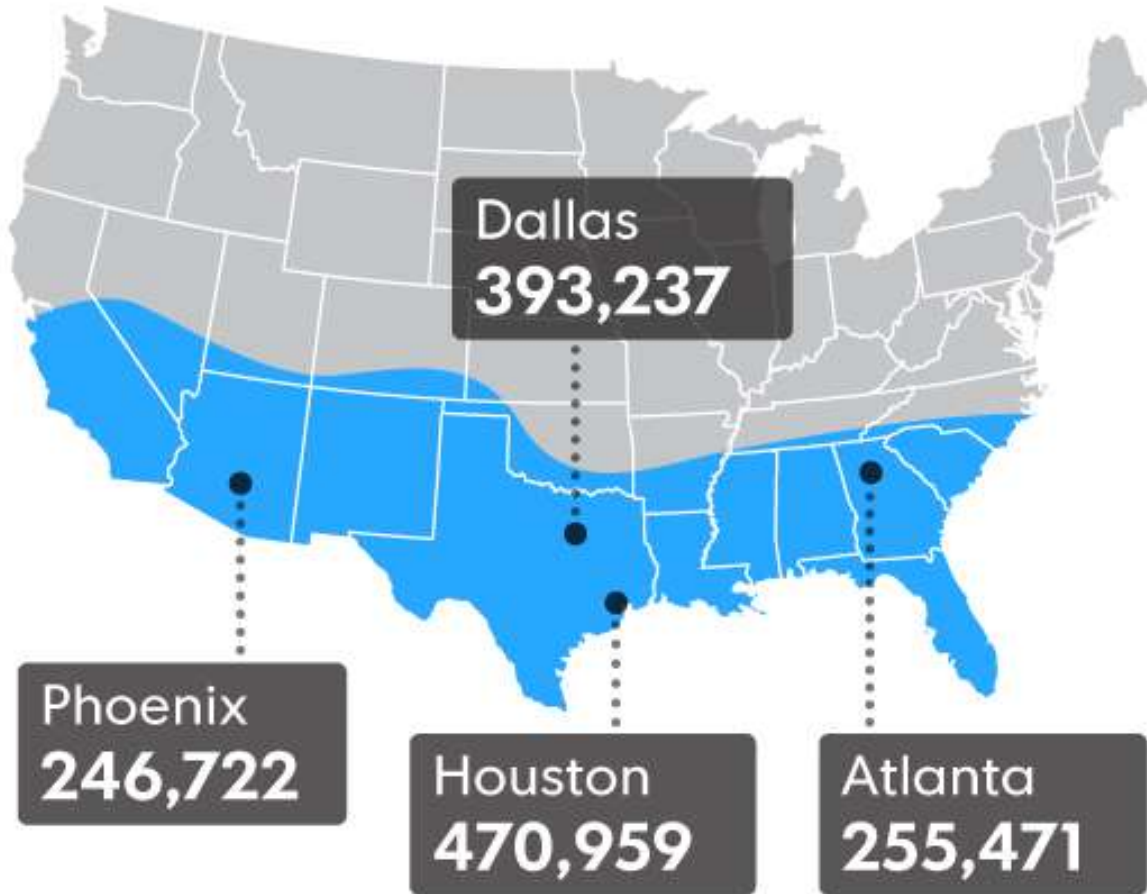 Dallas
393,237
Phoenix
246,722
Houston
470,959
Atlanta
255,471